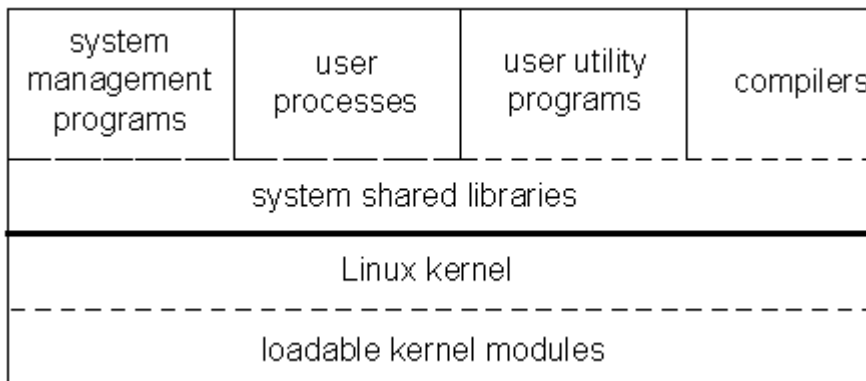 system
management
programs
user
processes
user utility
programs
compilers
system shared libraries
Linux kernel
loadable kernel modules